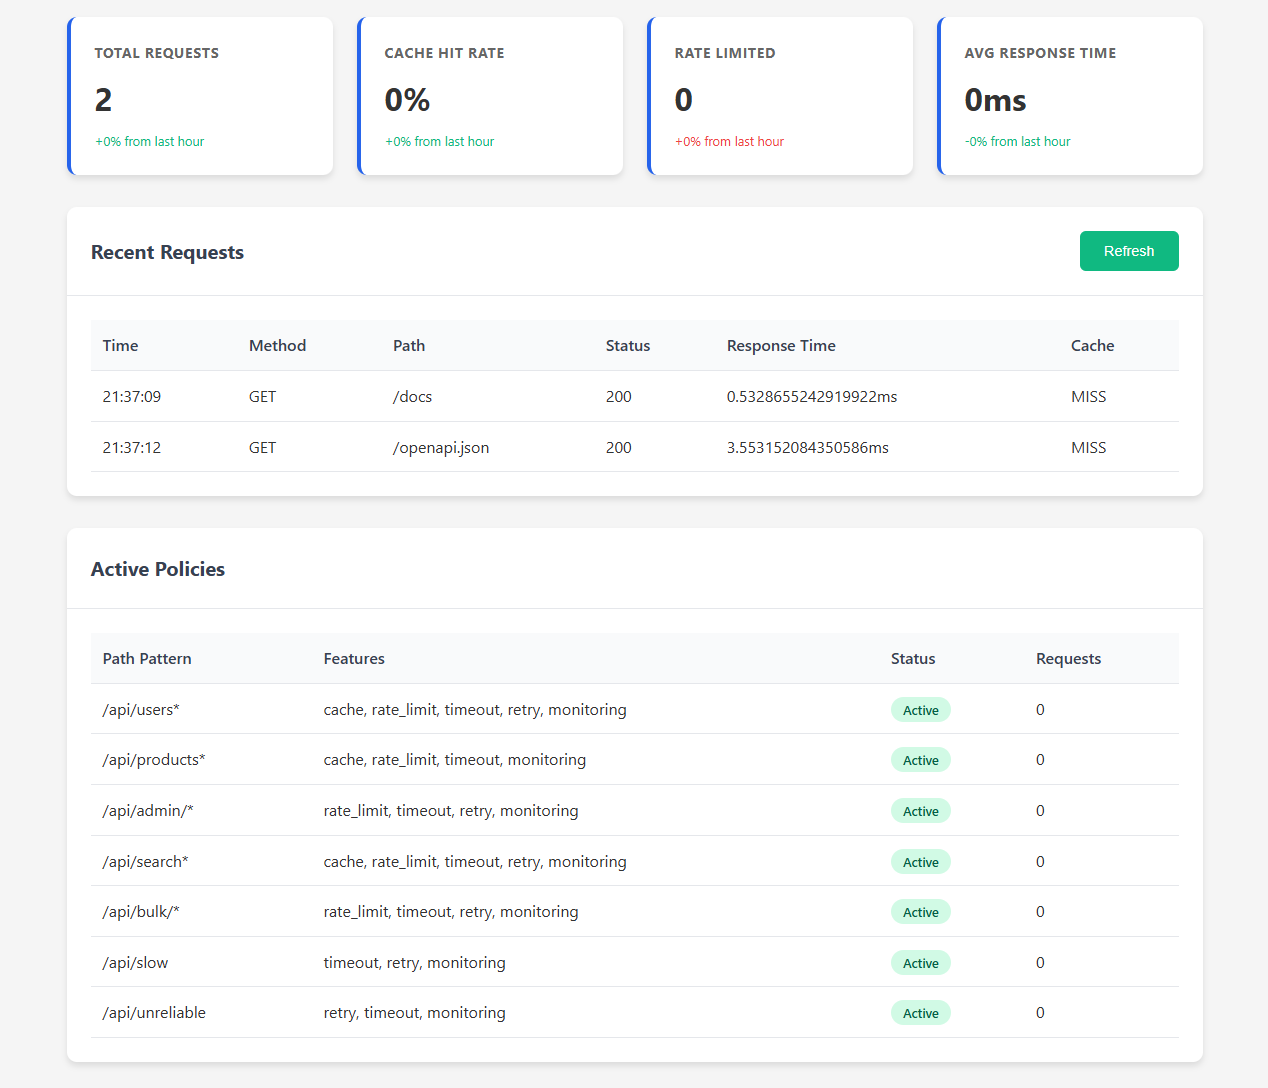 TOTAL REQUESTS
2
+0% from last hour
CACHE HIT RATE
0%
+0% from last hour
RATE LIMITED
0
+0% from last hour
AVG RESPONSE TIME
0ms
-0% from last hour
Recent Requests
Refresh
Time Method Path Status Response Time Cache
21:37:09 GET /docs 200 0.5328655242919922ms MISS
21:37:12 GET /openapi.json 200 3.553152084350586ms MISS
Active Policies
Path Pattern Features Status Requests
/api/users* cache, rate_limit, timeout, retry, monitoring Active 0
/api/products* cache, rate_limit, timeout, monitoring Active 0
/api/admin/* rate_limit, timeout, retry, monitoring Active 0
/api/search* cache, rate_limit, timeout, retry, monitoring Active 0
/api/bulk/* rate_limit, timeout, retry, monitoring Active 0
/api/slow timeout, retry, monitoring Active 0
/api/unreliable retry, timeout, monitoring Active 0